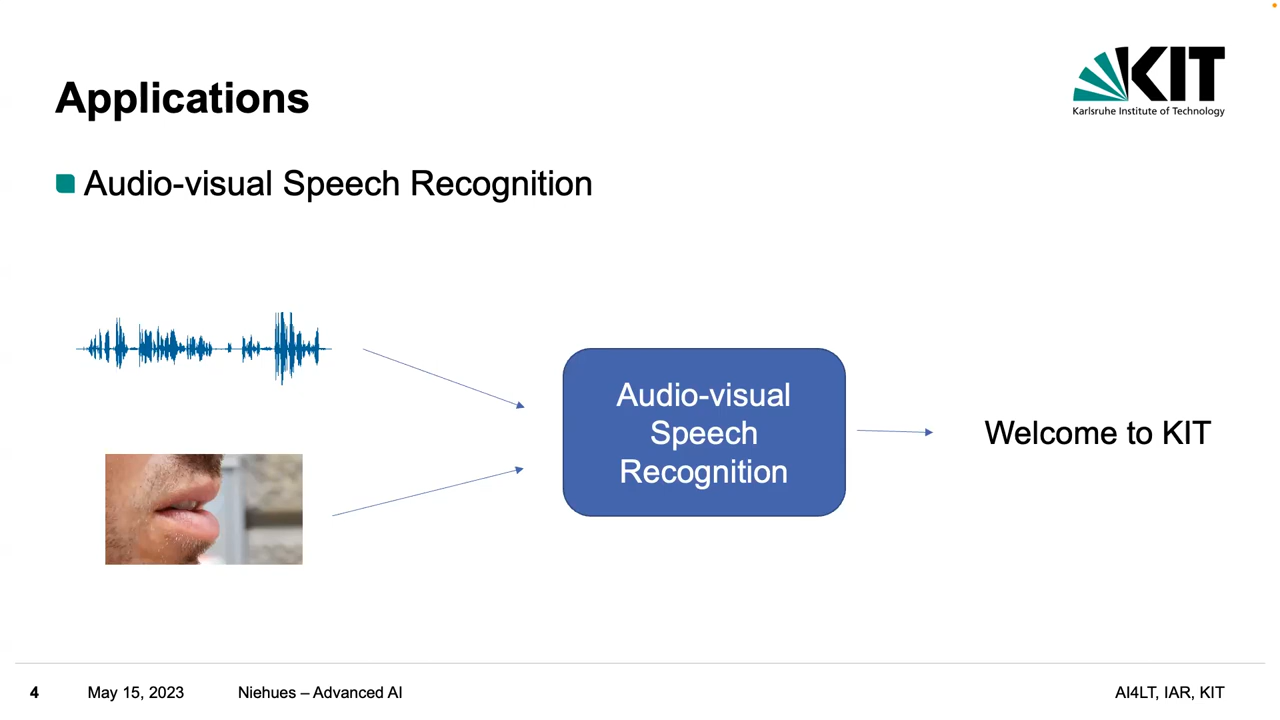 KIT
Karlsruhe Institute of Technology
Applications
Audio-visual Speech Recognition
Audio-visual
Speech
Recognition
Welcome to KIT
4 May 15, 2023 Niehues – Advanced AI AI4LT, IAR, KIT